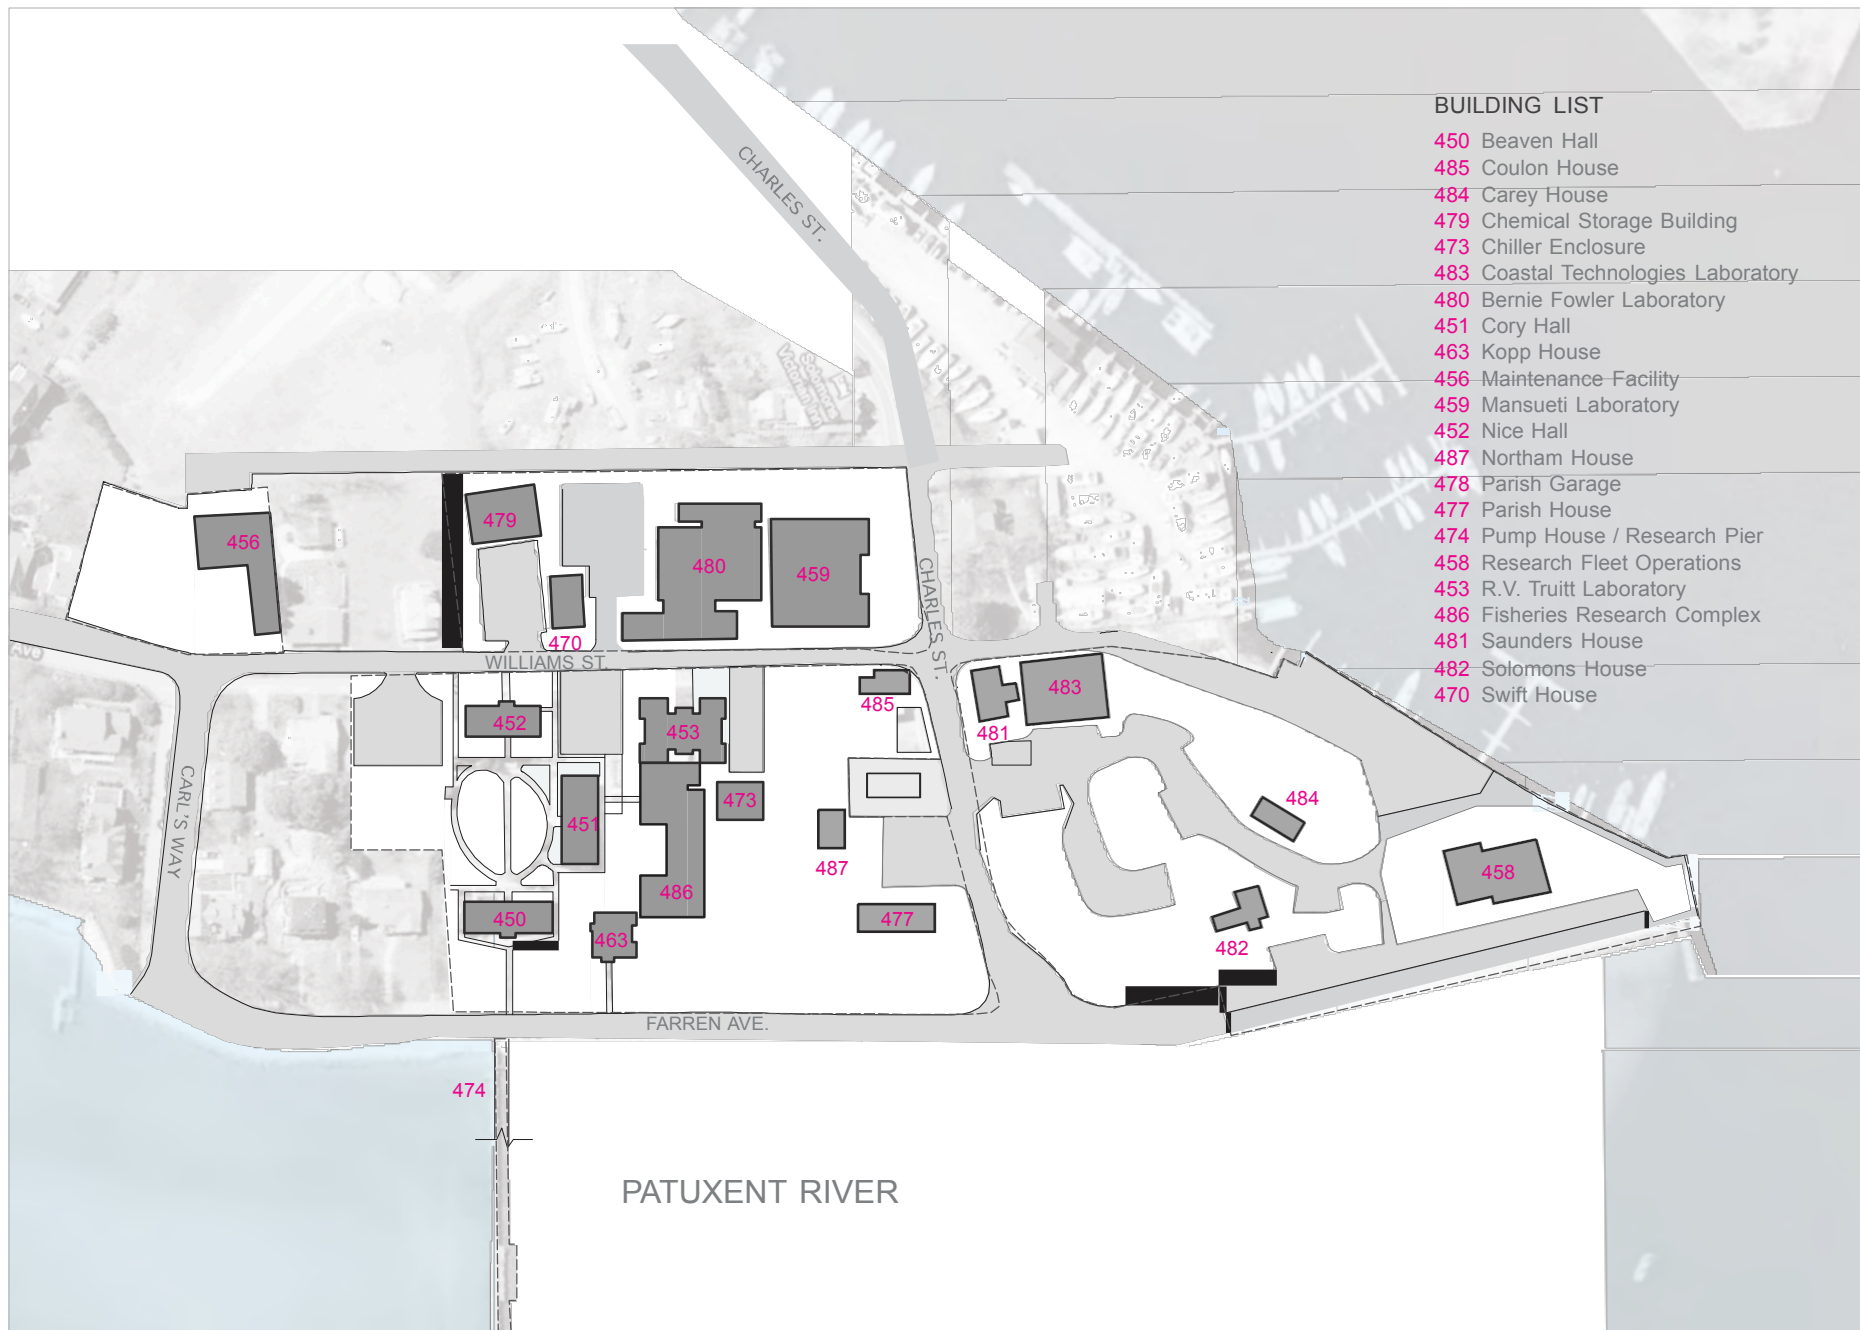 CHARLES ST.
BUILDING LIST
450 Beaven Hall
485 Coulon House
484 Carey House
479 Chemical Storage Building
473 Chiller Enclosure
483 Coastal Technologies Laboratory
480 Bernie Fowler Laboratory
451 Cory Hall
463 Kopp House
456 Maintenance Facility
459 Mansueti Laboratory
452 Nice Hall
487 Northam House
478 Parish Garage
477 Parish House
474 Pump House / Research Pier
458 Research Fleet Operations
453 R.V. Truitt Laboratory
486 Fisheries Research Complex
481 Saunders House
482 Solomons House
470 Swift House
Solomons
Victorian Inn
479
456
480
459
CHARLES ST.
470
WILLIAMS ST.
Ave
485
483
452
453
481
473
484
CARL'S WAY
451
487
458
486
450
477
463
482
FARREN AVE.
474
PATUXENT RIVER